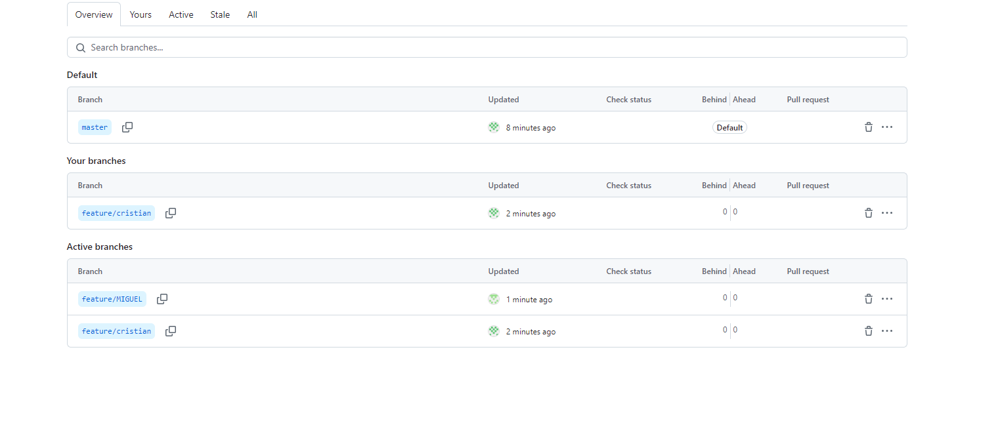 Overview Yours Active Stale All
Search branches...
Default
Branch Updated Check status Behind Ahead Pull request
master 8 minutes ago Default
Your branches
Branch Updated Check status Behind Ahead Pull request
feature/cristian 2 minutes ago 0 0
Active branches
Branch Updated Check status Behind Ahead Pull request
feature/MIGUEL 1 minute ago 0 0
feature/cristian 2 minutes ago 0 0